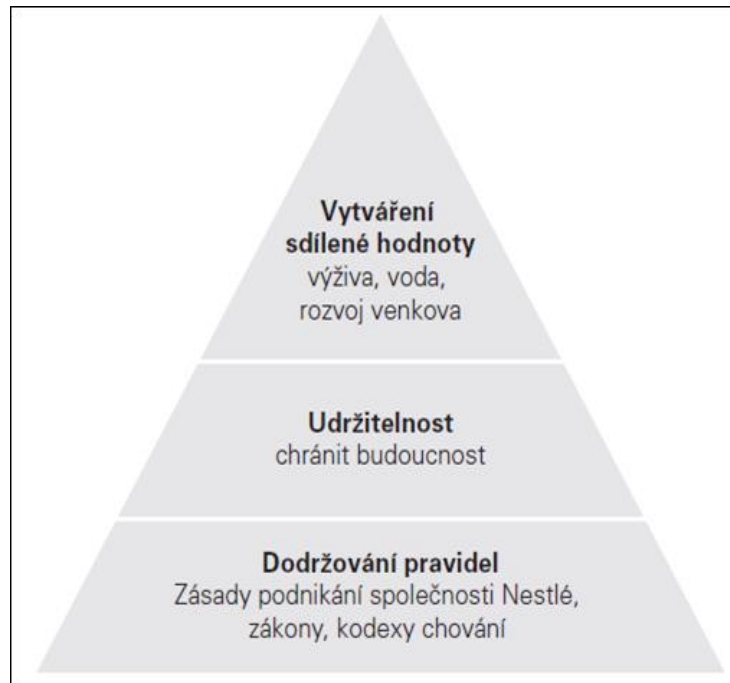 Vytváření
sdílené hodnoty
výživa, voda,
rozvoj venkova
Udržitelnost
chránit budoucnost
Dodržování pravidel
Zásady podnikání společnosti Nestlé,
zákony, kodexy chování